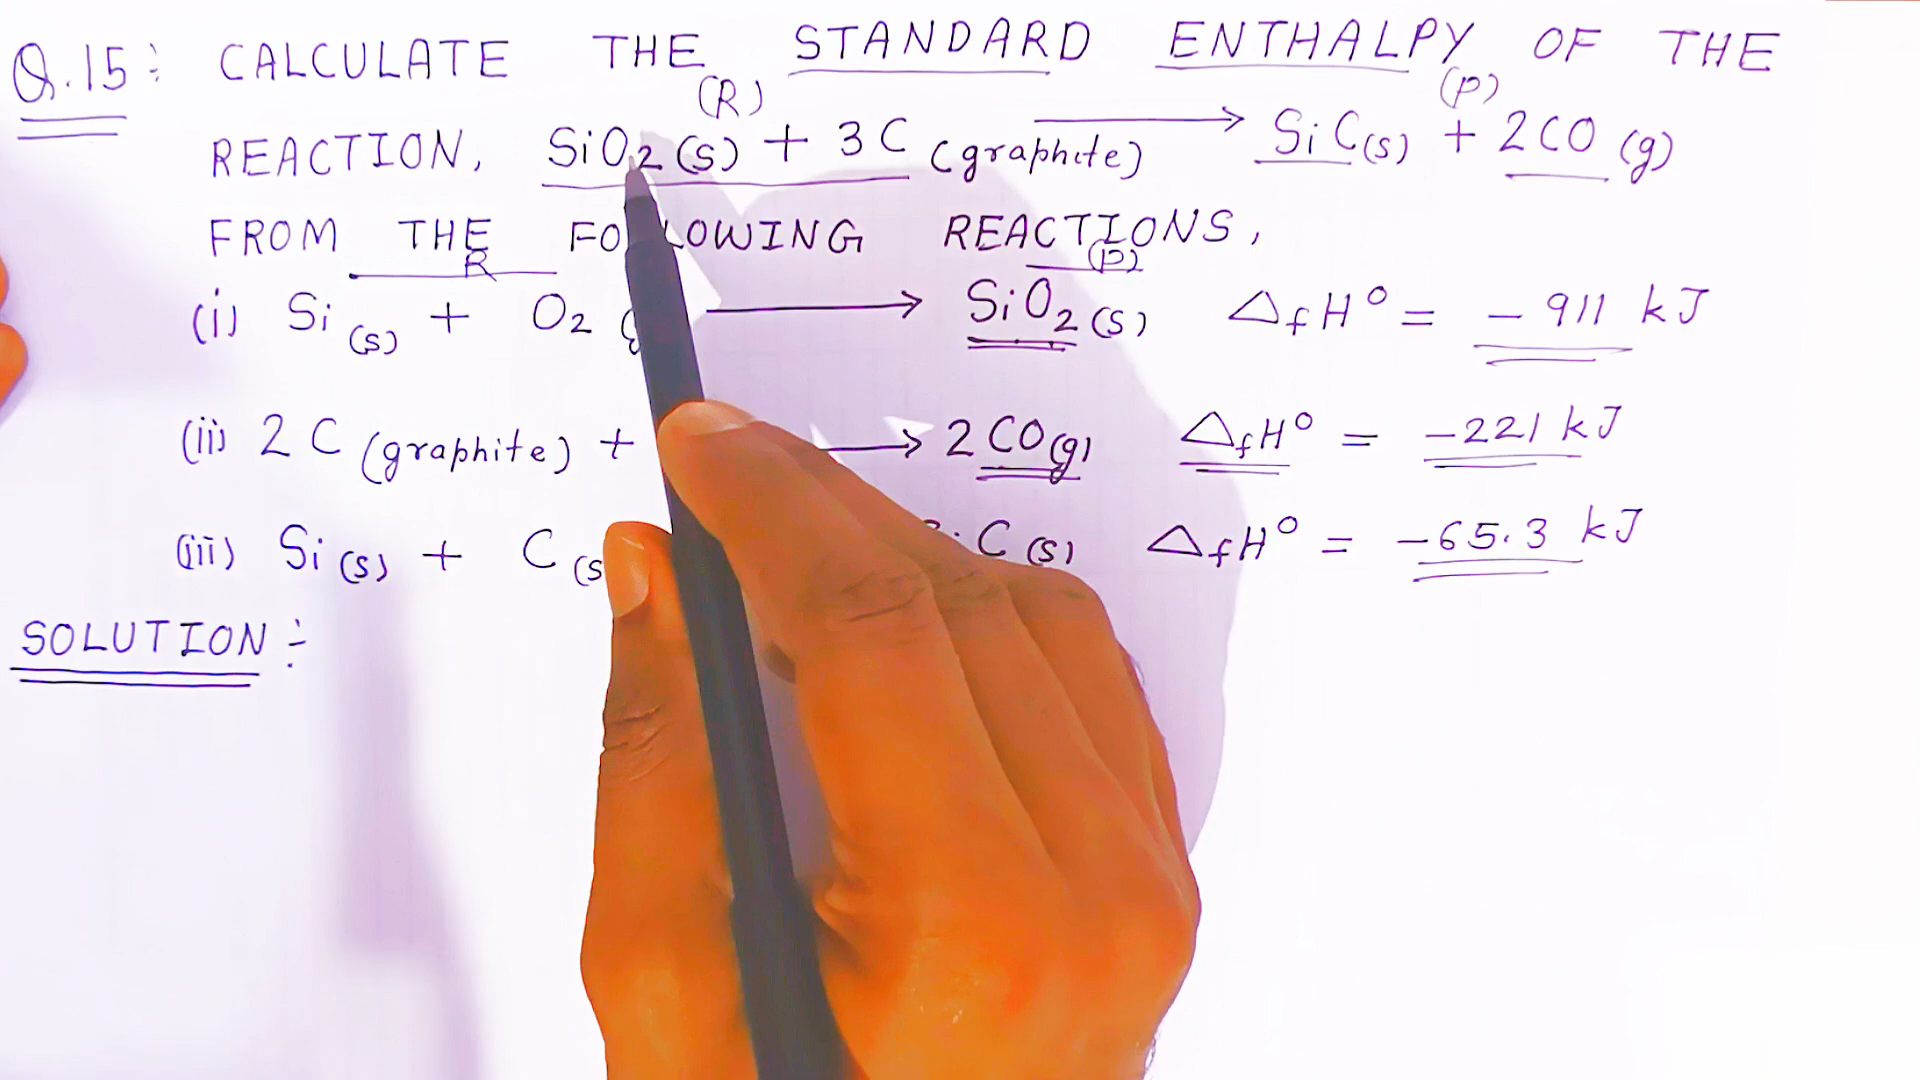 Q.15: CALCULATE THE STANDARD ENTHALPY OF THE
(R) (P)
REACTION, SiO2(s) + 3C (graphite) → SiC(s) + 2CO (g)
FROM THE FOLLOWING REACTIONS,
R (P)
(i) Si (s) + O2 → SiO2(s) ΔfH° = -911 kJ
(ii) 2C (graphite) + → 2CO(g) ΔfH° = -221 kJ
(iii) Si (s) + C (s C (s) ΔfH° = -65.3 kJ
SOLUTION:-